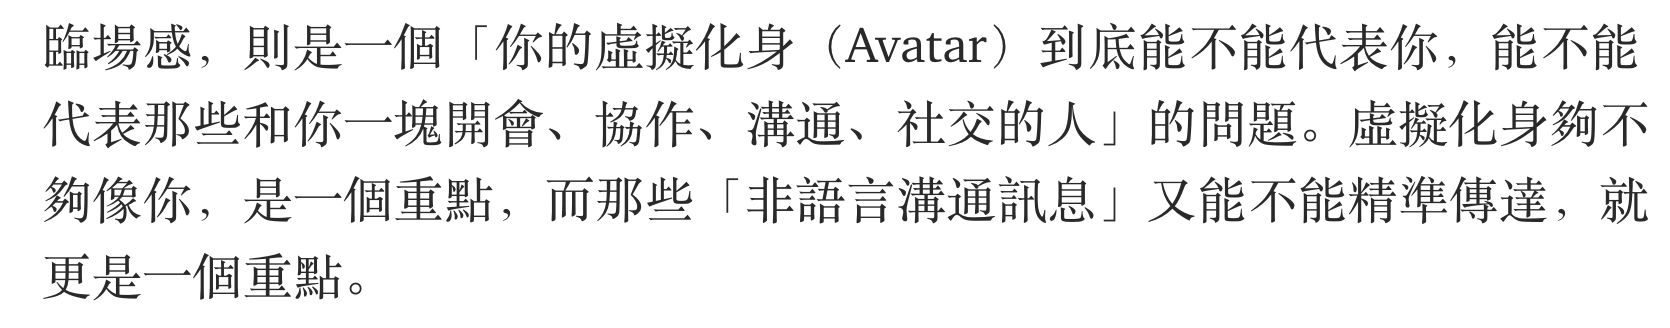 臨場感，則是一個「你的虛擬化身（Avatar）到底能不能代表你，能不能
代表那些和你一塊開會、協作、溝通、社交的人」的問題。虛擬化身夠不
夠像你，是一個重點，而那些「非語言溝通訊息」又能不能精準傳達，就
更是一個重點。